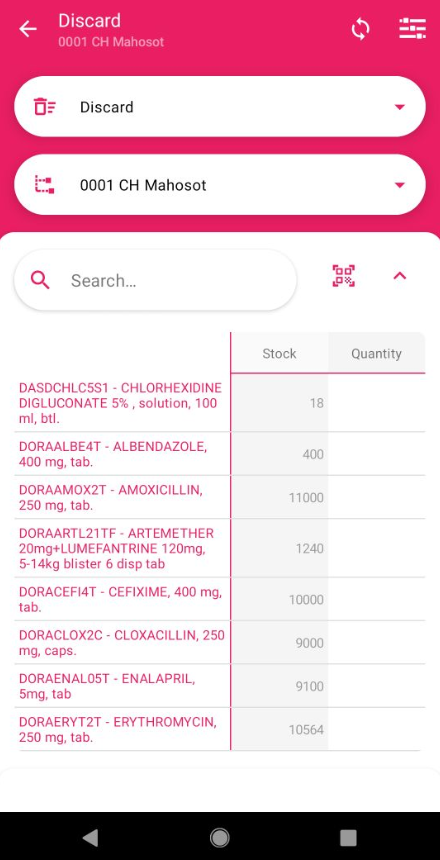 Discard
0001 CH Mahosot
Discard
0001 CH Mahosot
Search...
Stock
Quantity
DASDCHLC5S1 - CHLORHEXIDINE
DIGLUCONATE 5% , solution, 100
ml, btl.
18
DORAALBE4T - ALBENDAZOLE,
400 mg, tab.
400
DORAAMOX2T - AMOXICILLIN,
250 mg, tab.
11000
DORAARTL21TF - ARTEMETHER
20mg+LUMEFANTRINE 120mg,
5-14kg blister 6 disp tab
1240
DORACEFI4T - CEFIXIME, 400 mg,
tab.
10000
DORACLOX2C - CLOXACILLIN, 250
mg, caps.
9000
DORAENAL05T - ENALAPRIL,
5mg, tab
9100
DORAERYT2T - ERYTHROMYCIN,
250 mg, tab.
10564